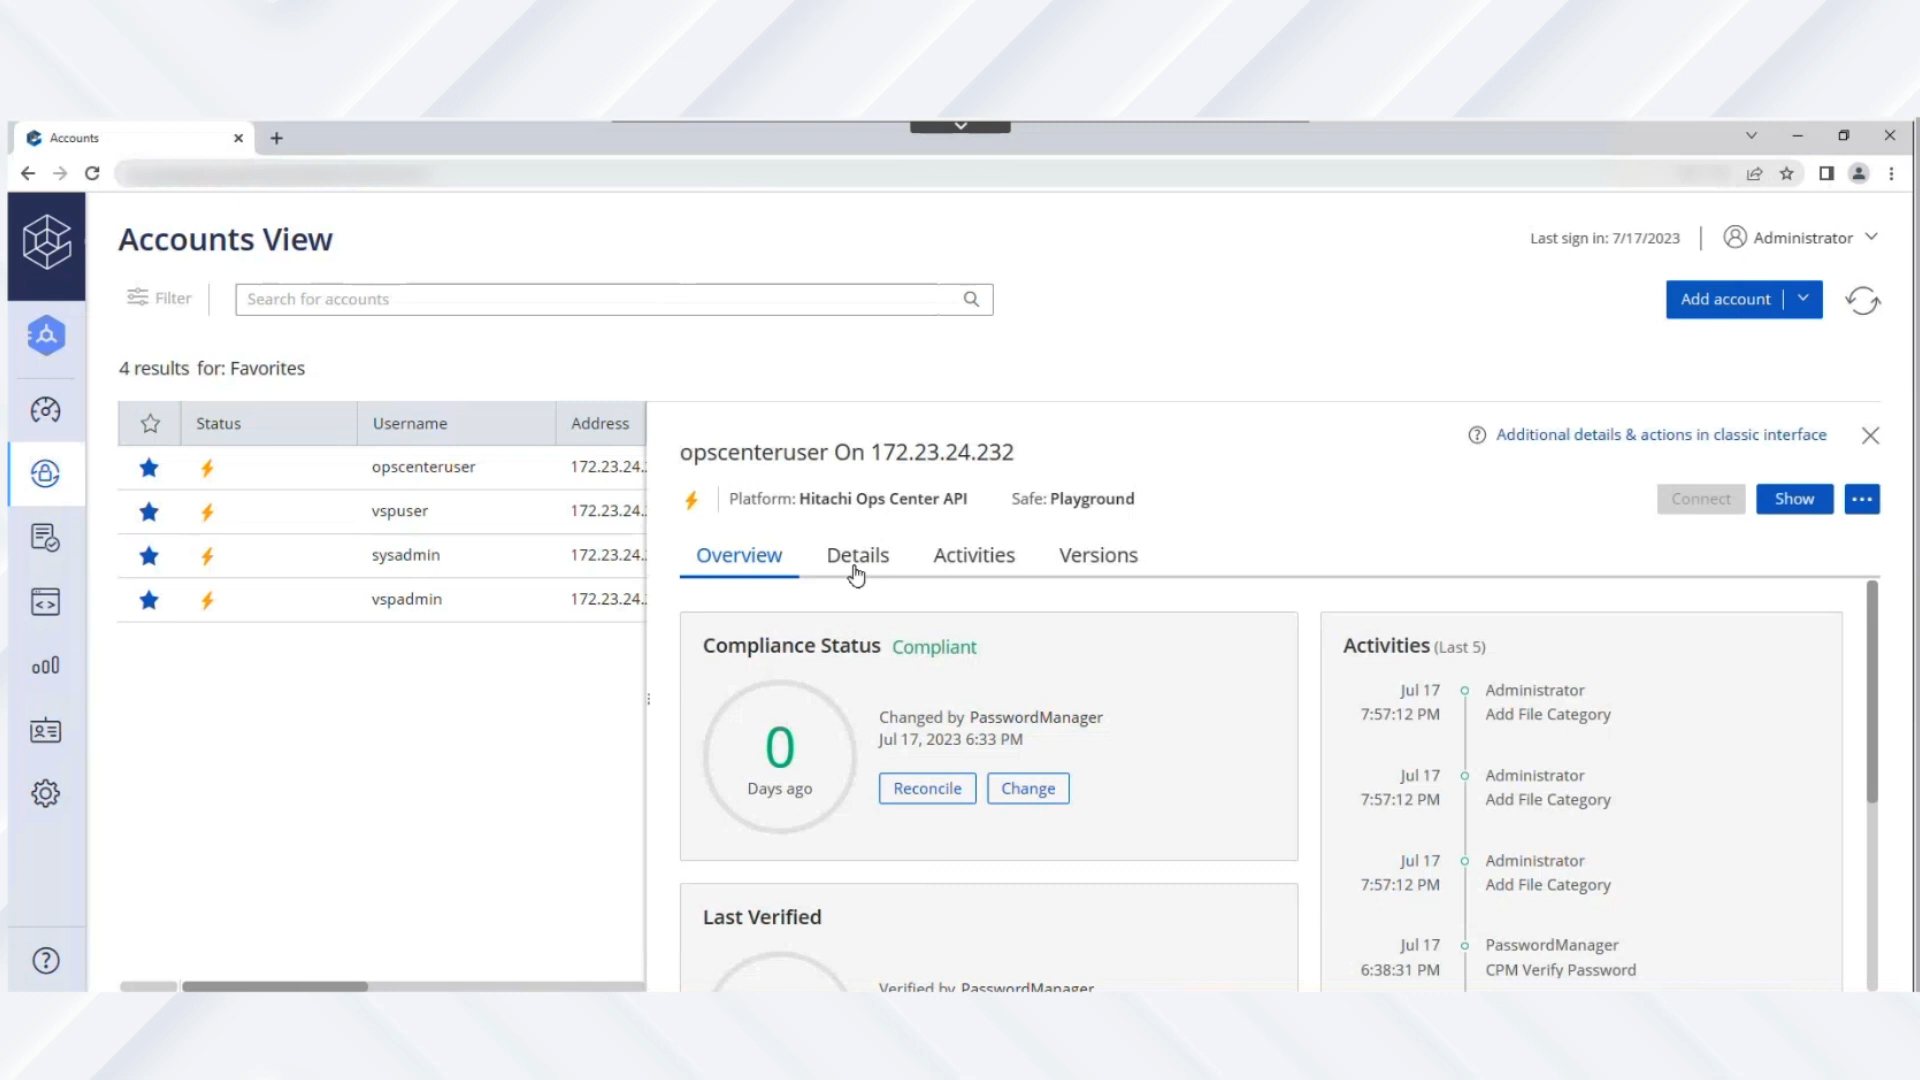 Accounts
Accounts View
Last sign in: 7/17/2023
Administrator
Filter
Search for accounts
Add account
4 results for: Favorites
Status
Username
Address
opscenteruser
172.23.24.
vspuser
172.23.24.
sysadmin
172.23.24.
vspadmin
172.23.24.
Additional details & actions in classic interface
opscenteruser On 172.23.24.232
Platform: Hitachi Ops Center API
Safe: Playground
Connect
Show
Overview
Details
Activities
Versions
Compliance Status Compliant
0
Days ago
Changed by PasswordManager
Jul 17, 2023 6:33 PM
Reconcile
Change
Last Verified
Verified by PasswordManager
Activities (Last 5)
Jul 17
Administrator
7:57:12 PM
Add File Category
Jul 17
Administrator
7:57:12 PM
Add File Category
Jul 17
Administrator
7:57:12 PM
Add File Category
Jul 17
PasswordManager
6:38:31 PM
CPM Verify Password